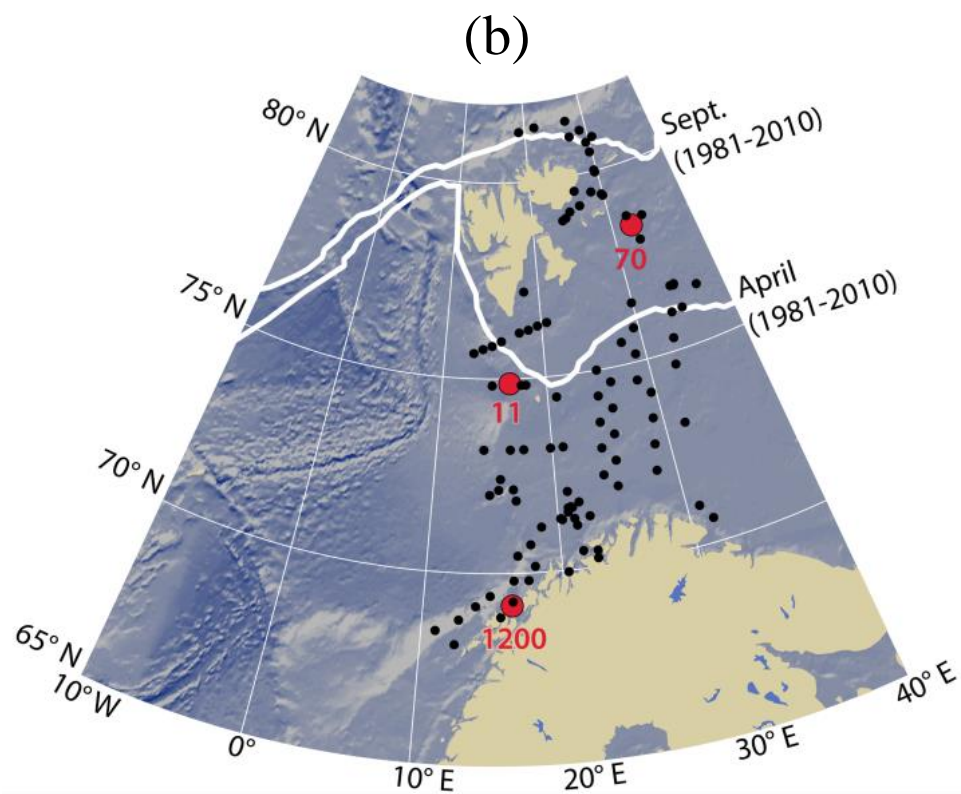 (b)
80° N
Sept.
(1981-2010)
70
75° N
April
(1981-2010)
11
70° N
1200
65° N
10°W
0°
10° E
20° E
30° E
40° E